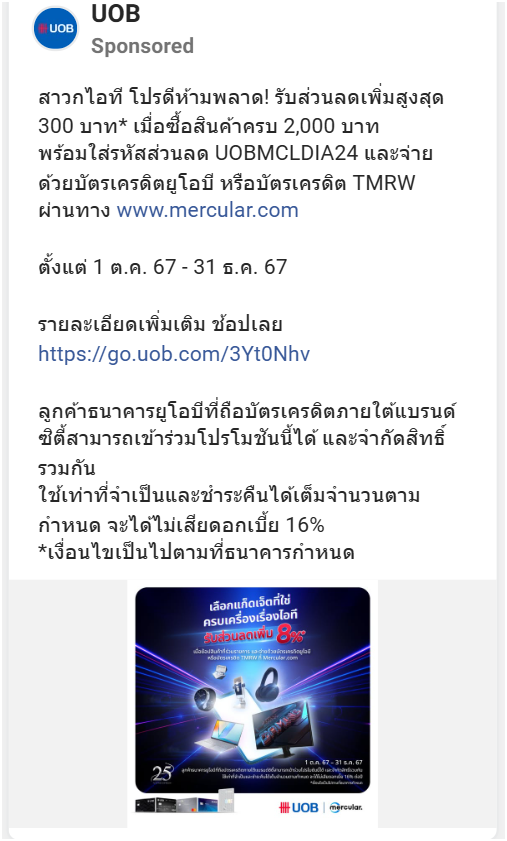 UOB
UOB
Sponsored
สาวกไอที โปรดีห้ามพลาด! รับส่วนลดเพิ่มสูงสุด
300 บาท* เมื่อซื้อสินค้าครบ 2,000 บาท
พร้อมใส่รหัสส่วนลด UOBMCLDIA24 และจ่าย
ด้วยบัตรเครดิตยูโอบี หรือบัตรเครดิต TMRW
ผ่านทาง www.mercular.com
ตั้งแต่ 1 ต.ค. 67 - 31 ธ.ค. 67
รายละเอียดเพิ่มเติม ช้อปเลย
https://go.uob.com/3Yt0Nhv
ลูกค้าธนาคารยูโอบีที่ถือบัตรเครดิตภายใต้แบรนด์
ซิตี้สามารถเข้าร่วมโปรโมชันนี้ได้ และจำกัดสิทธิ์
รวมกัน
ใช้เท่าที่จำเป็นและชำระคืนได้เต็มจำนวนตาม
กำหนด จะได้ไม่เสียดอกเบี้ย 16%
*เงื่อนไขเป็นไปตามที่ธนาคารกำหนด
เลือกแก็ดเจ็ตที่ใช่
ครบเครื่องเรื่องไอที
รับส่วนลดเพิ่ม 8%*
หรือบัตรเครดิต TMRW ที่ Mercular.com
1 ต.ค. 67 - 31 ธ.ค. 67
25
UOB
mercular.